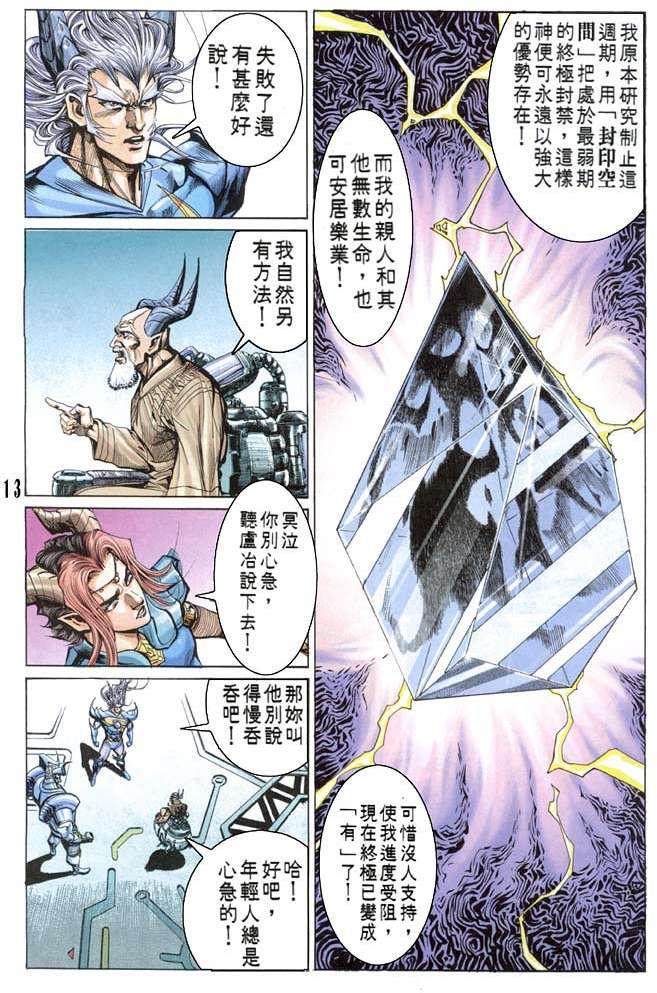 我原本研究制止這
週期，用「封印空
間」把處於最弱期
的終極封禁，這樣
神便可永遠以強大
的優勢存在！
而我的親人和其
他無數生命，也
可安居樂業！
可惜沒人支持，
使我進度受阻，
現在終極已變成
「有」了！
失敗了還
有甚麼好
說！
我自然另
有方法！
冥泣
你別心急，
聽盧冶說下去！
那妳叫
他別說
得慢吞
吞吧！
哈！
好吧，
年輕人總是
心急的！
13